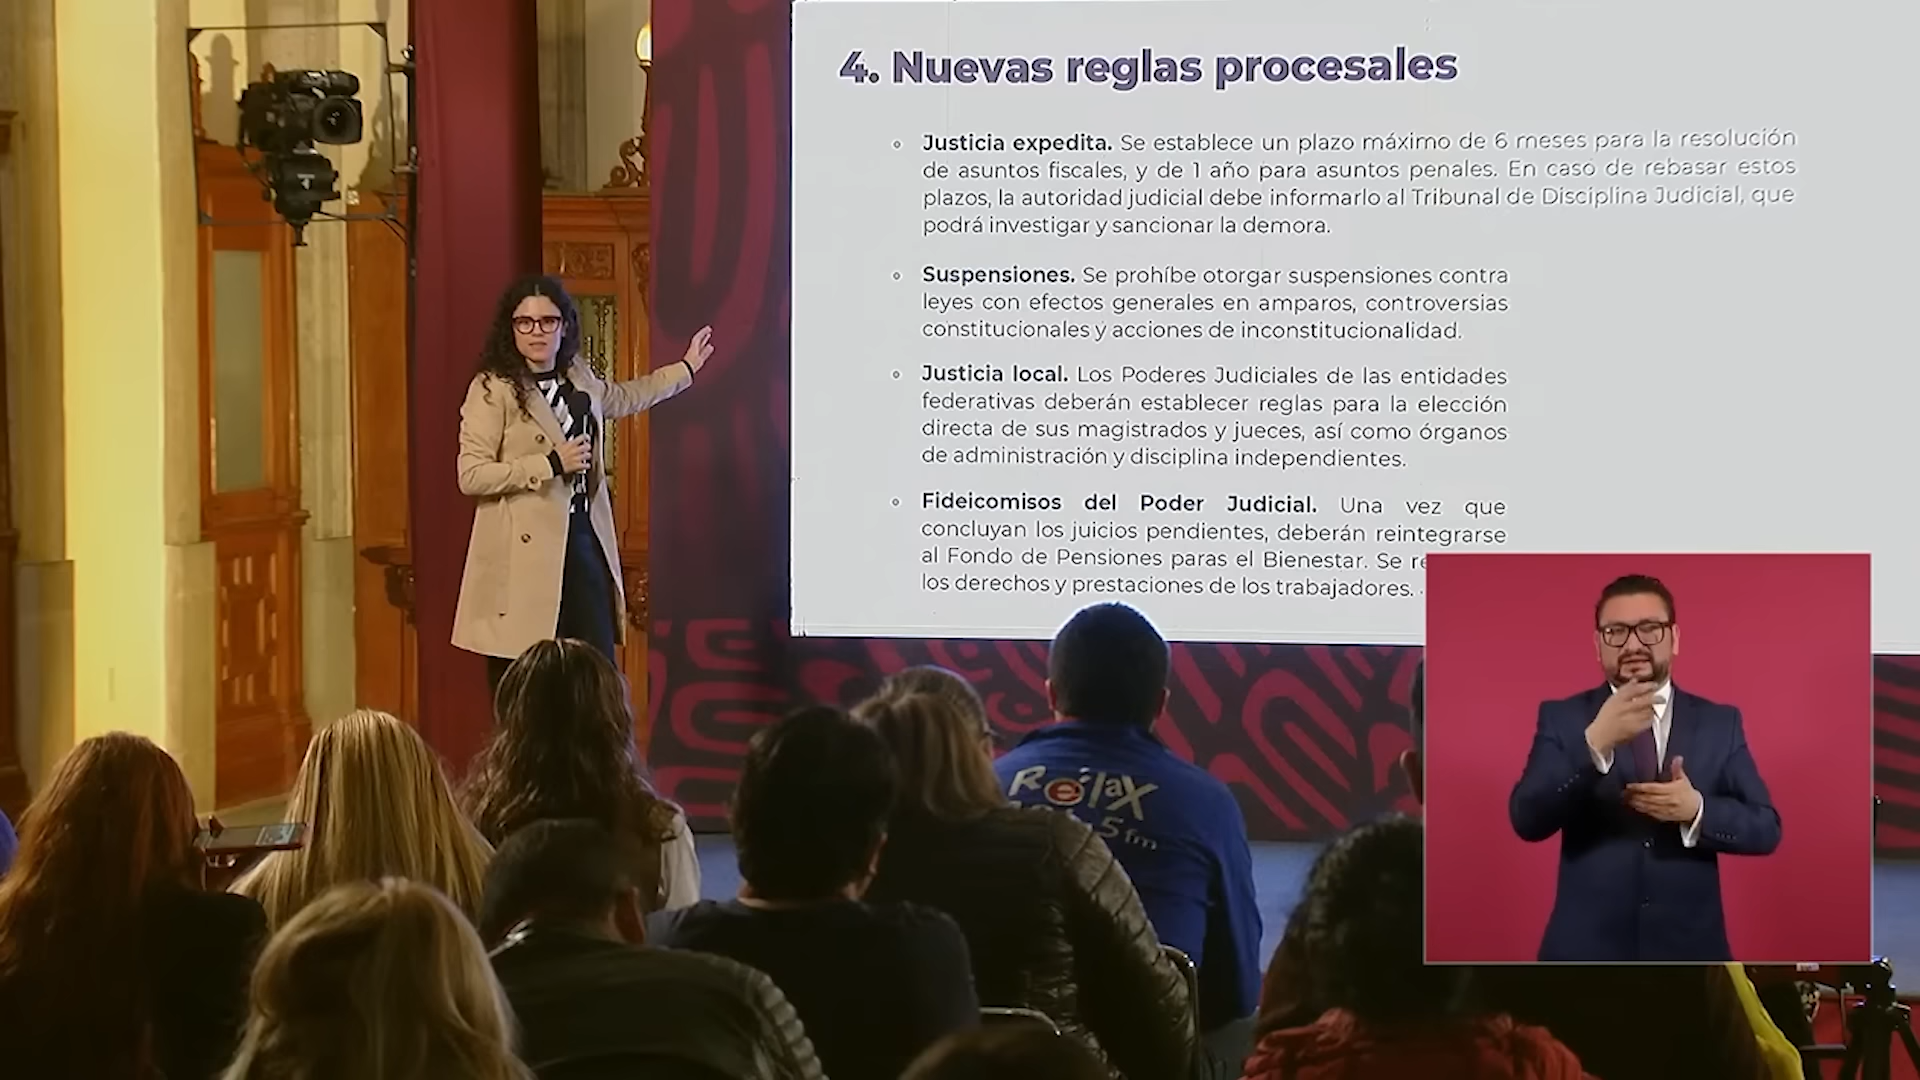 4. Nuevas reglas procesales
Justicia expedita. Se establece un plazo máximo de 6 meses para la resolución
de asuntos fiscales, y de 1 año para asuntos penales. En caso de rebasar estos
plazos, la autoridad judicial debe informarlo al Tribunal de Disciplina Judicial, que
podrá investigar y sancionar la demora.
Suspensiones. Se prohíbe otorgar suspensiones contra
leyes con efectos generales en amparos, controversias
constitucionales y acciones de inconstitucionalidad.
Justicia local. Los Poderes Judiciales de las entidades
federativas deberán establecer reglas para la elección
directa de sus magistrados y jueces, así como órganos
de administración y disciplina independientes.
Fideicomisos del Poder Judicial. Una vez que
concluyan los juicios pendientes, deberán reintegrarse
al Fondo de Pensiones paras el Bienestar. Se
los derechos y prestaciones de los trabajadores.
Relax
fm